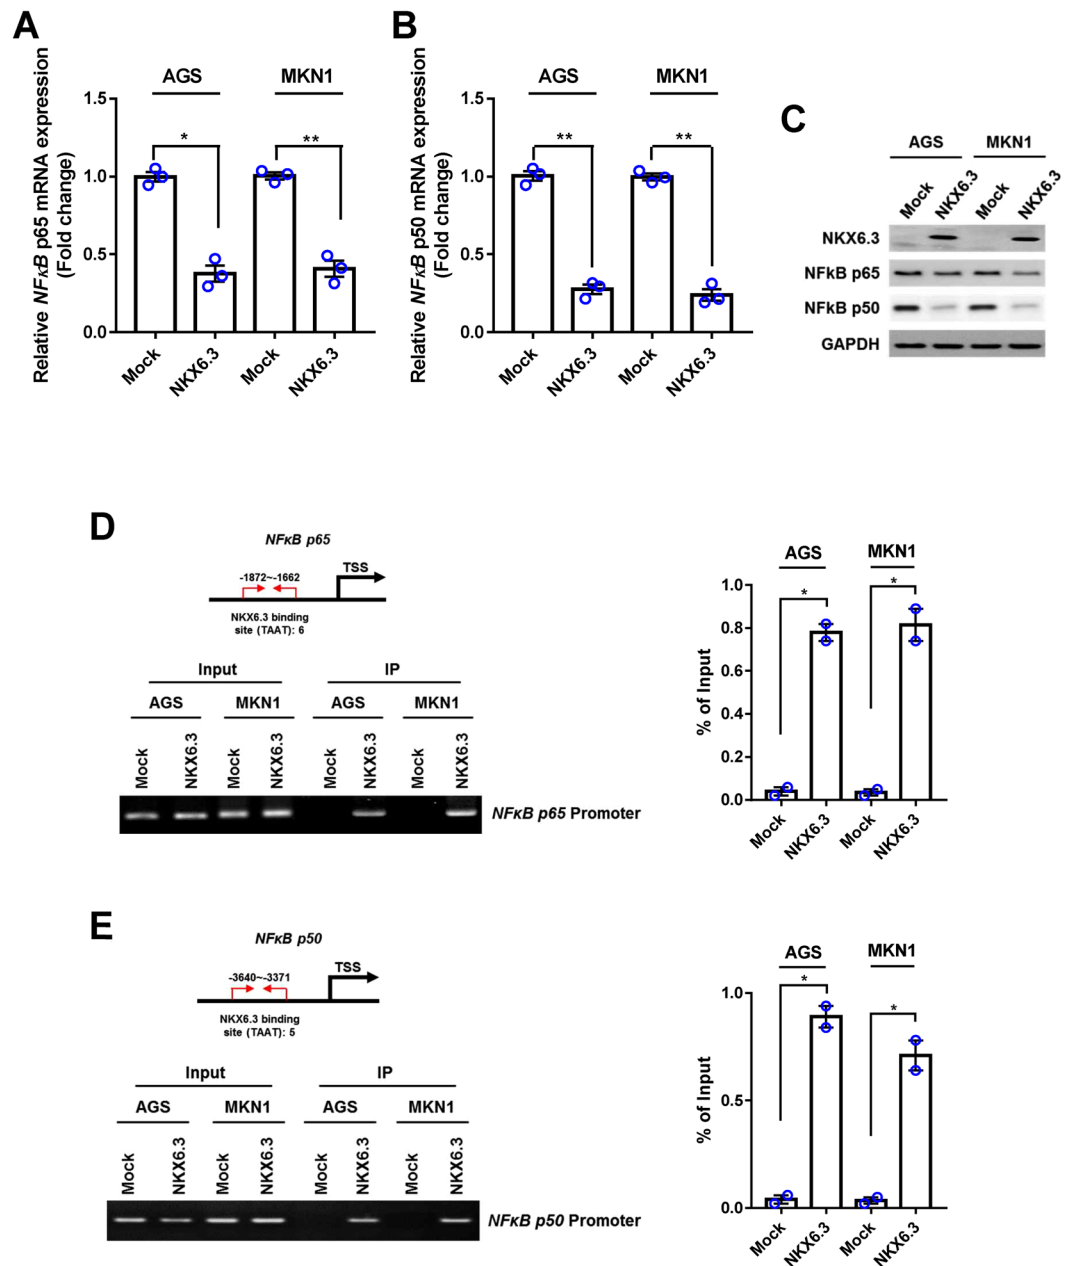 A
Relative NFκB p65 mRNA expression
(Fold change)
AGS
MKN1
1.5
1.0
0.5
0.0
*
**
Mock
NKX6.3
Mock
NKX6.3
B
Relative NFκB p50 mRNA expression
(Fold change)
AGS
MKN1
1.5
1.0
0.5
0.0
**
**
Mock
NKX6.3
Mock
NKX6.3
C
AGS
MKN1
Mock
NKX6.3
Mock
NKX6.3
NKX6.3
NFkB p65
NFkB p50
GAPDH
D
NFκB p65
-1872~-1662
TSS
NKX6.3 binding
site (TAAT): 6
Input
IP
AGS
MKN1
AGS
MKN1
Mock
NKX6.3
Mock
NKX6.3
Mock
NKX6.3
Mock
NKX6.3
NFκB p65 Promoter
AGS
MKN1
% of Input
1.0
0.8
0.6
0.4
0.2
0.0
*
*
Mock
NKX6.3
Mock
NKX6.3
E
NFκB p50
-3640~-3371
TSS
NKX6.3 binding
site (TAAT): 5
Input
IP
AGS
MKN1
AGS
MKN1
Mock
NKX6.3
Mock
NKX6.3
Mock
NKX6.3
Mock
NKX6.3
NFκB p50 Promoter
AGS
MKN1
% of Input
1.0
0.5
0.0
*
*
Mock
NKX6.3
Mock
NKX6.3